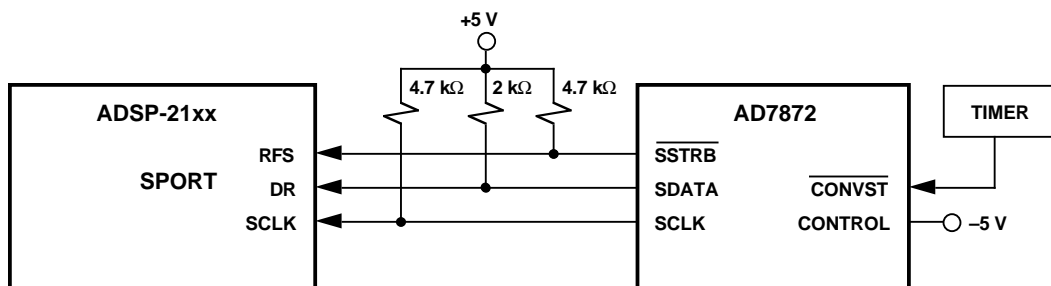 +5 V
4.7 kΩ 2 kΩ 4.7 kΩ
ADSP-21xx
AD7872
TIMER
RFS
SSTRB
SPORT
DR
SDATA
CONVST
SCLK
SCLK
CONTROL
–5 V